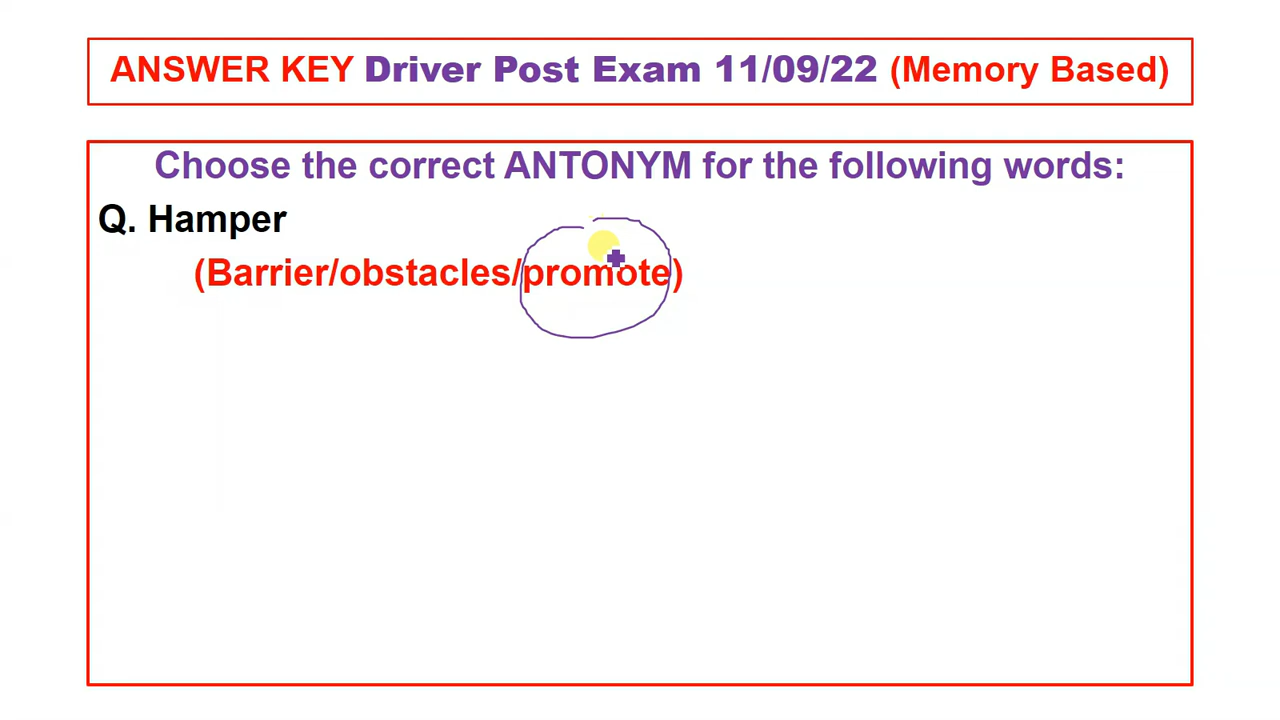 ANSWER KEY Driver Post Exam 11/09/22 (Memory Based)
Choose the correct ANTONYM for the following words:
Q. Hamper
(Barrier/obstacles/promote)